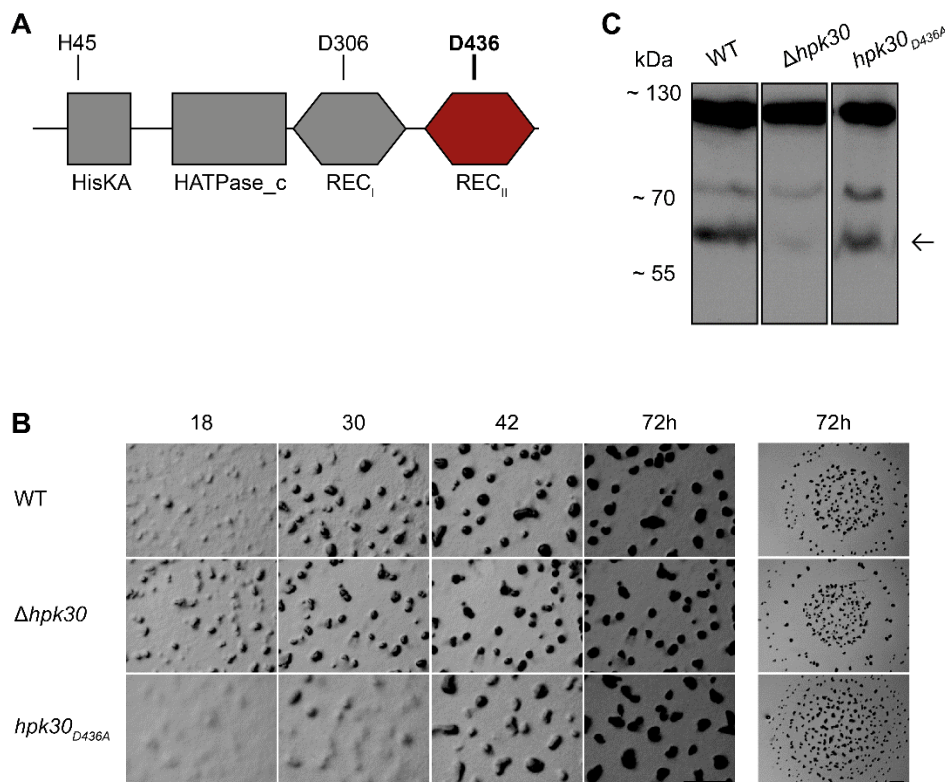 A
H45
D306
D436
HisKA
HATPase_c
REC_I
REC_II
C
kDa
WT
Δhpk30
hpk30_D436A
~ 130
~ 70
~ 55
←
B
18
30
42
72h
72h
WT
Δhpk30
hpk30_D436A